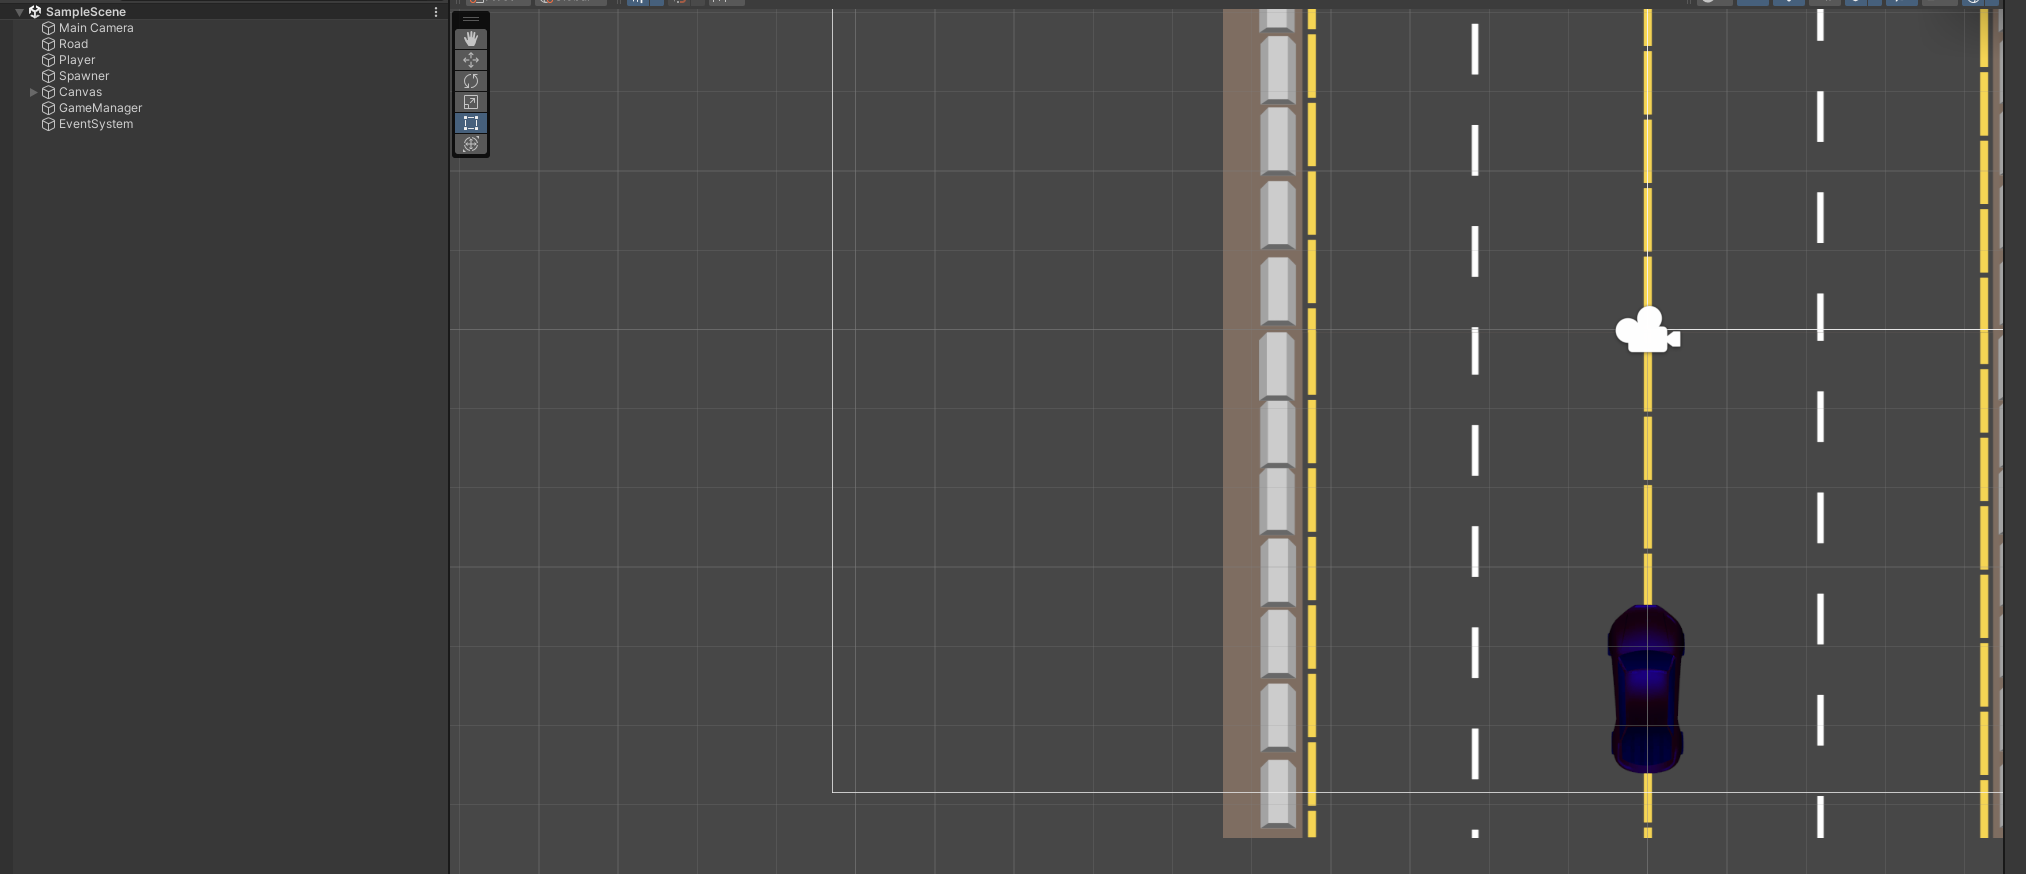 SampleScene
Main Camera
Road
Player
Spawner
Canvas
GameManager
EventSystem